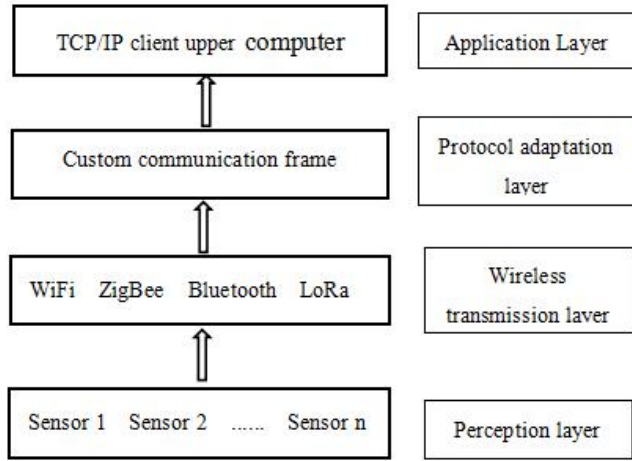 TCP/IP client upper computer
Application Layer
Custom communication frame
Protocol adaptation
layer
WiFi ZigBee Bluetooth LoRa
Wireless
transmission laver
Sensor 1 Sensor 2 ...... Sensor n
Perception layer